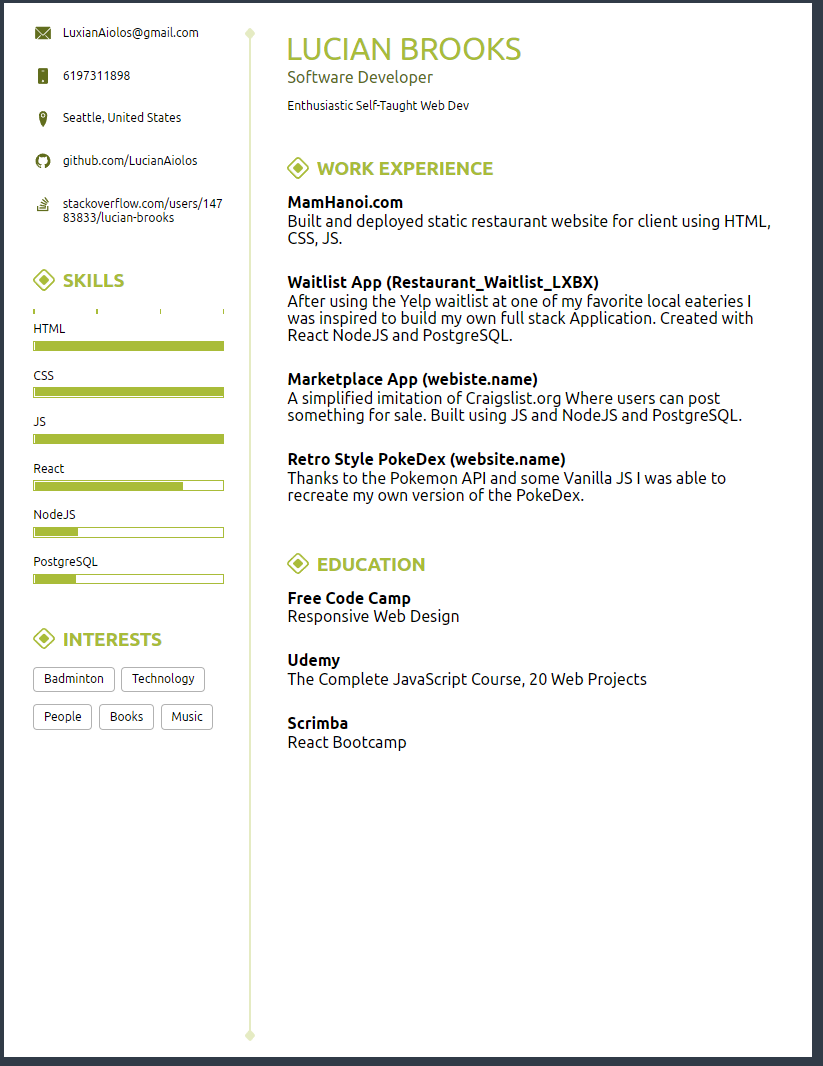 LuxianAiolos@gmail.com
6197311898
Seattle, United States
github.com/LucianAiolos
stackoverflow.com/users/147
83833/lucian-brooks
SKILLS
HTML
CSS
JS
React
NodeJS
PostgreSQL
INTERESTS
Badminton Technology
People Books Music
LUCIAN BROOKS
Software Developer
Enthusiastic Self-Taught Web Dev
WORK EXPERIENCE
MamHanoi.com
Built and deployed static restaurant website for client using HTML,
CSS, JS.
Waitlist App (Restaurant_Waitlist_LXBX)
After using the Yelp waitlist at one of my favorite local eateries I
was inspired to build my own full stack Application. Created with
React NodeJS and PostgreSQL.
Marketplace App (webiste.name)
A simplified imitation of Craigslist.org Where users can post
something for sale. Built using JS and NodeJS and PostgreSQL.
Retro Style PokeDex (website.name)
Thanks to the Pokemon API and some Vanilla JS I was able to
recreate my own version of the PokeDex.
EDUCATION
Free Code Camp
Responsive Web Design
Udemy
The Complete JavaScript Course, 20 Web Projects
Scrimba
React Bootcamp